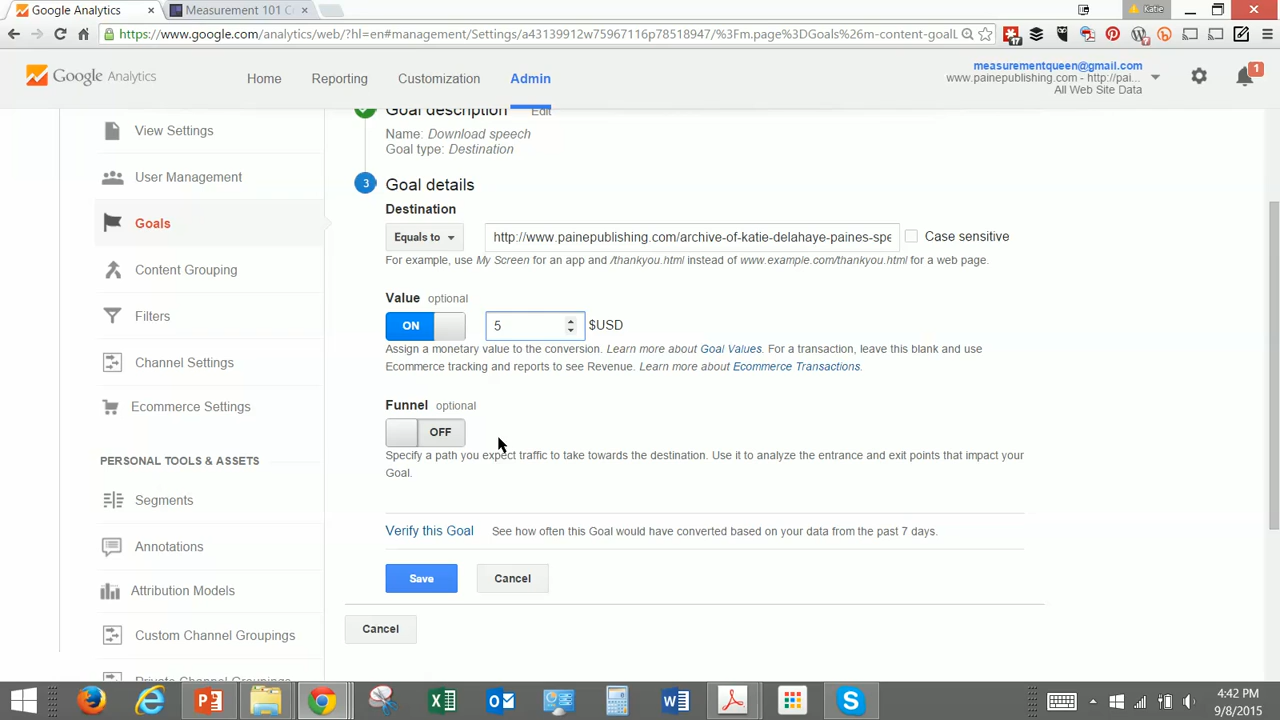 Google Analytics
Measurement 101 C
Katie
https://www.google.com/analytics/web/?hl=en#management/Settings/a45139912w75967116p78518947/%3Fm.page%3DGoals%26m-content-goalL
17
Google Analytics
Home
Reporting
Customization
Admin
measurementqueen@gmail.com
www.painepublishing.com - http://pai...
All Web Site Data
1
View Settings
User Management
Goals
Content Grouping
Filters
Channel Settings
Ecommerce Settings
PERSONAL TOOLS & ASSETS
Segments
Annotations
Attribution Models
Custom Channel Groupings
Private Channel Groupings
Goal description Edit
Name: Download speech
Goal type: Destination
3 Goal details
Destination
Equals to
http://www.painepublishing.com/archive-of-katie-delahaye-paines-spe
Case sensitive
For example, use My Screen for an app and /thankyou.html instead of www.example.com/thankyou.html for a web page.
Value optional
ON
5
$USD
Assign a monetary value to the conversion. Learn more about Goal Values. For a transaction, leave this blank and use
Ecommerce tracking and reports to see Revenue. Learn more about Ecommerce Transactions.
Funnel optional
OFF
Specify a path you expect traffic to take towards the destination. Use it to analyze the entrance and exit points that impact your
Goal.
Verify this Goal See how often this Goal would have converted based on your data from the past 7 days.
Save
Cancel
Cancel
4:42 PM
9/8/2015